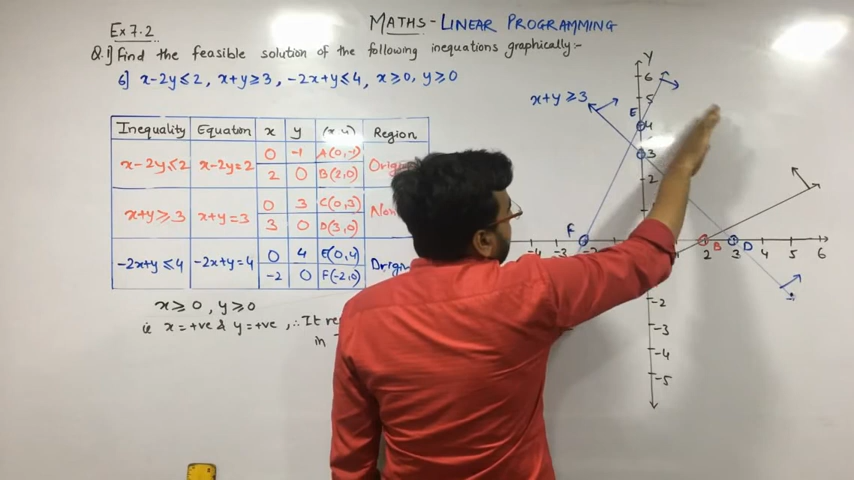 MATHS - LINEAR PROGRAMMING
Ex 7.2
Q.1) Find the feasible solution of the following inequations graphically:-
6] x-2y≤2, x+y≥3, -2x+y≤4, x≥0, y≥0
Inequality Equation x y (x,y) Region
x-2y≤2 x-2y=2 0 -1 A(0,-1)
2 0 B(2,0)
x+y≥3 x+y=3 0 3 C(0,3)
3 0 D(3,0)
-2x+y≤4 -2x+y=4 0 4 E(0,4) Origin
-2 0 F(-2,0)
x≥0, y≥0
ie x=+ve & y=+ve, ∴ It
in
Y
6
5
x+y≥3
E 4
3
2
F
-4 -3 -2 2 B 3 D 4 5 6 x
-2
-3
-4
-5